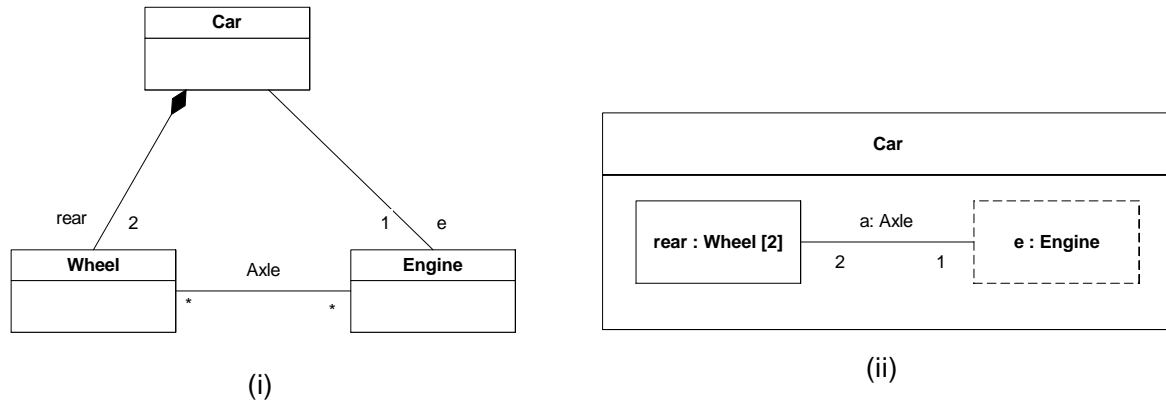 Car
rear
2
1
e
Wheel
Axle
Engine
*
*
(i)
Car
rear : Wheel [2]
a: Axle
e : Engine
2
1
(ii)